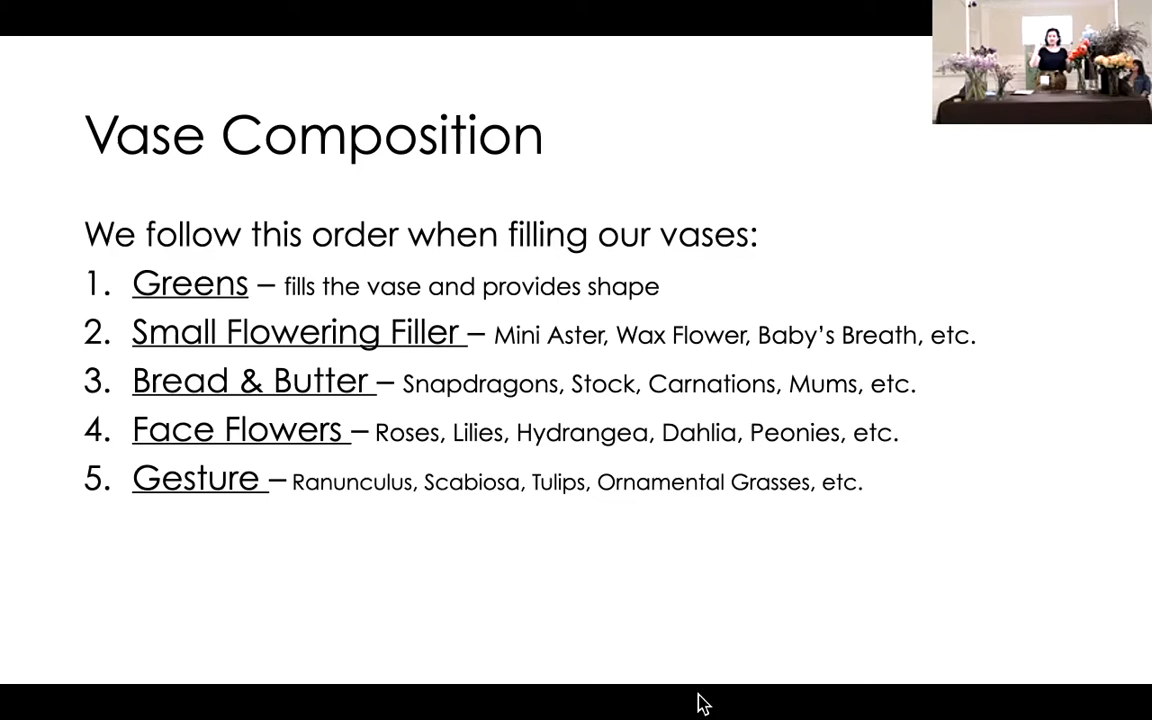 Vase Composition
We follow this order when filling our vases:
1. Greens – fills the vase and provides shape
2. Small Flowering Filler – Mini Aster, Wax Flower, Baby’s Breath, etc.
3. Bread & Butter – Snapdragons, Stock, Carnations, Mums, etc.
4. Face Flowers – Roses, Lilies, Hydrangea, Dahlia, Peonies, etc.
5. Gesture – Ranunculus, Scabiosa, Tulips, Ornamental Grasses, etc.